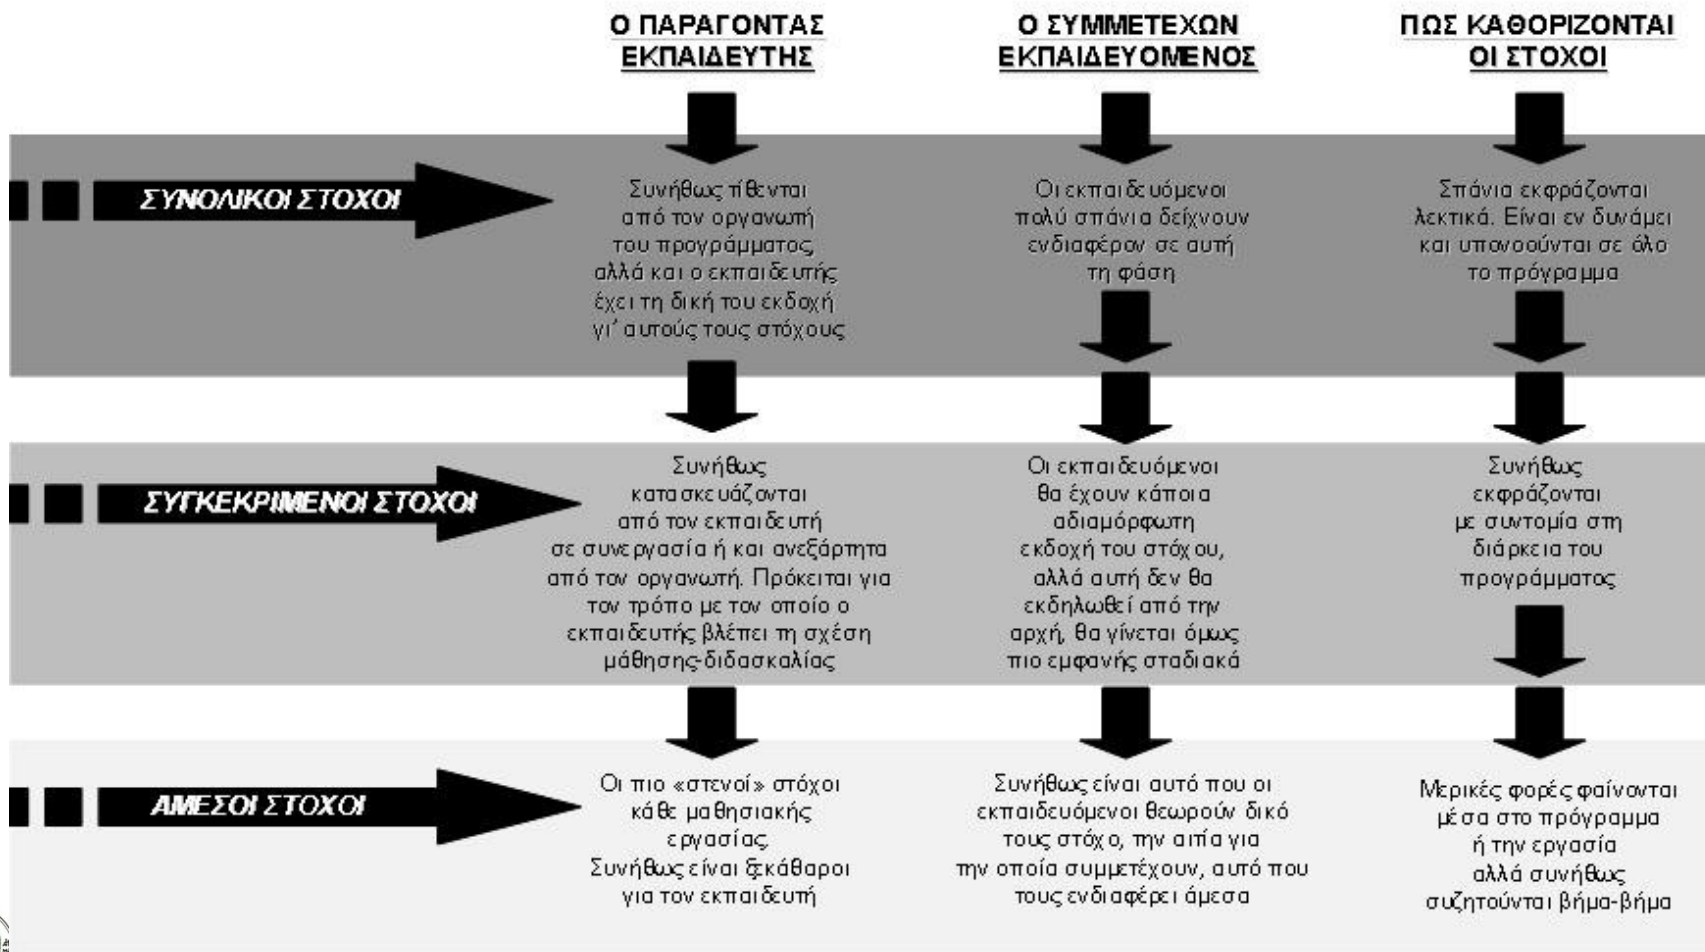 Ο ΠΑΡΑΓΟΝΤΑΣ
ΕΚΠΑΙΔΕΥΤΗΣ
Ο ΣΥΜΜΕΤΕΧΩΝ
ΕΚΠΑΙΔΕΥΟΜΕΝΟΣ
ΠΩΣ ΚΑΘΟΡΙΖΟΝΤΑΙ
ΟΙ ΣΤΟΧΟΙ
ΣΥΝΟΛΙΚΟΙ ΣΤΟΧΟΙ
Συνήθως τίθενται
από τον οργανωτή
του προγράμματος,
αλλά και ο εκπαιδευτής
έχει τη δική του εκδοχή
γι' αυτούς τους στόχους
Οι εκπαιδευόμενοι
πολύ σπάνια δείχνουν
ενδιαφέρον σε αυτή
τη φάση
Σπάνια εκφράζονται
λεκτικά. Είναι εν δυνάμει
και υπονοούνται σε όλο
το πρόγραμμα
ΣΥΓΚΕΚΡΙΜΕΝΟΙ ΣΤΟΧΟΙ
Συνήθως
κατασκευάζονται
από τον εκπαιδευτή
σε συνεργασία ή και ανεξάρτητα
από τον οργανωτή. Πρόκειται για
τον τρόπο με τον οποίο ο
εκπαιδευτής βλέπει τη σχέση
μάθησης-διδασκαλίας
Οι εκπαιδευόμενοι
θα έχουν κάποια
αδιαμόρφωτη
εκδοχή του στόχου,
αλλά αυτή δεν θα
εκδηλωθεί από την
αρχή, θα γίνεται όμως
πιο εμφανής σταδιακά
Συνήθως
εκφράζονται
με συντομία στη
διάρκεια του
προγράμματος
ΑΜΕΣΟΙ ΣΤΟΧΟΙ
Οι πιο «στενοί» στόχοι
κάθε μαθησιακής
εργασίας.
Συνήθως είναι ξεκάθαροι
για τον εκπαιδευτή
Συνήθως είναι αυτό που οι
εκπαιδευόμενοι θεωρούν δικό
τους στόχο, την αιτία για
την οποία συμμετέχουν, αυτό που
τους ενδιαφέρει άμεσα
Μερικές φορές φαίνονται
μέσα στο πρόγραμμα
ή την εργασία
αλλά συνήθως
συζητούνται βήμα-βήμα